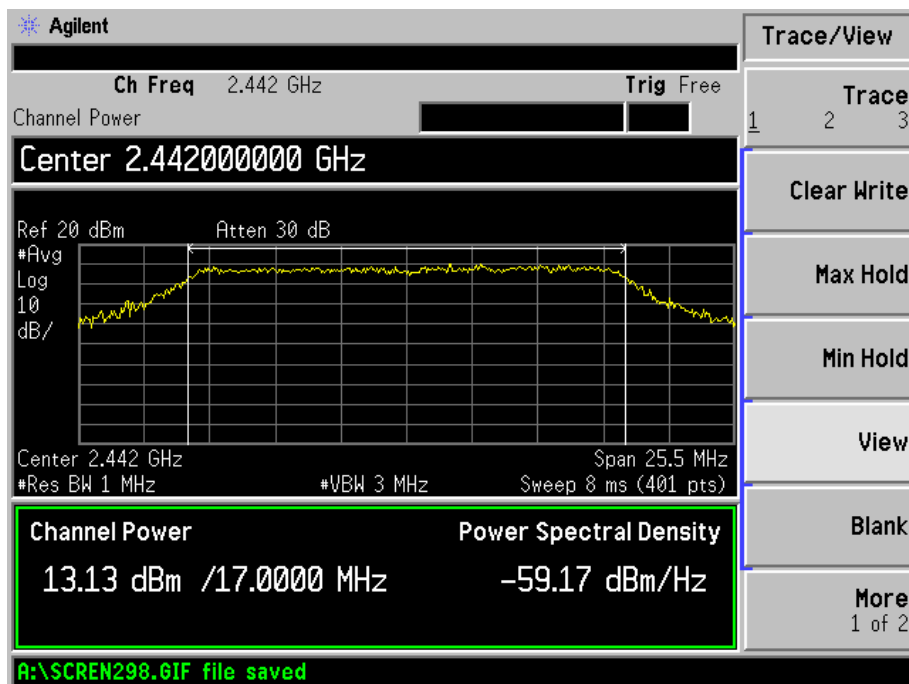 Agilent
Ch Freq 2.442 GHz Trig Free
Channel Power
Center 2.442000000 GHz
Ref 20 dBm Atten 30 dB
#Avg
Log
10
dB/
Center 2.442 GHz Span 25.5 MHz
#Res BW 1 MHz #VBW 3 MHz Sweep 8 ms (401 pts)
Channel Power Power Spectral Density
13.13 dBm /17.0000 MHz -59.17 dBm/Hz
A:\SCREN298.GIF file saved
Trace/View
Trace
1 2 3
Clear Write
Max Hold
Min Hold
View
Blank
More
1 of 2